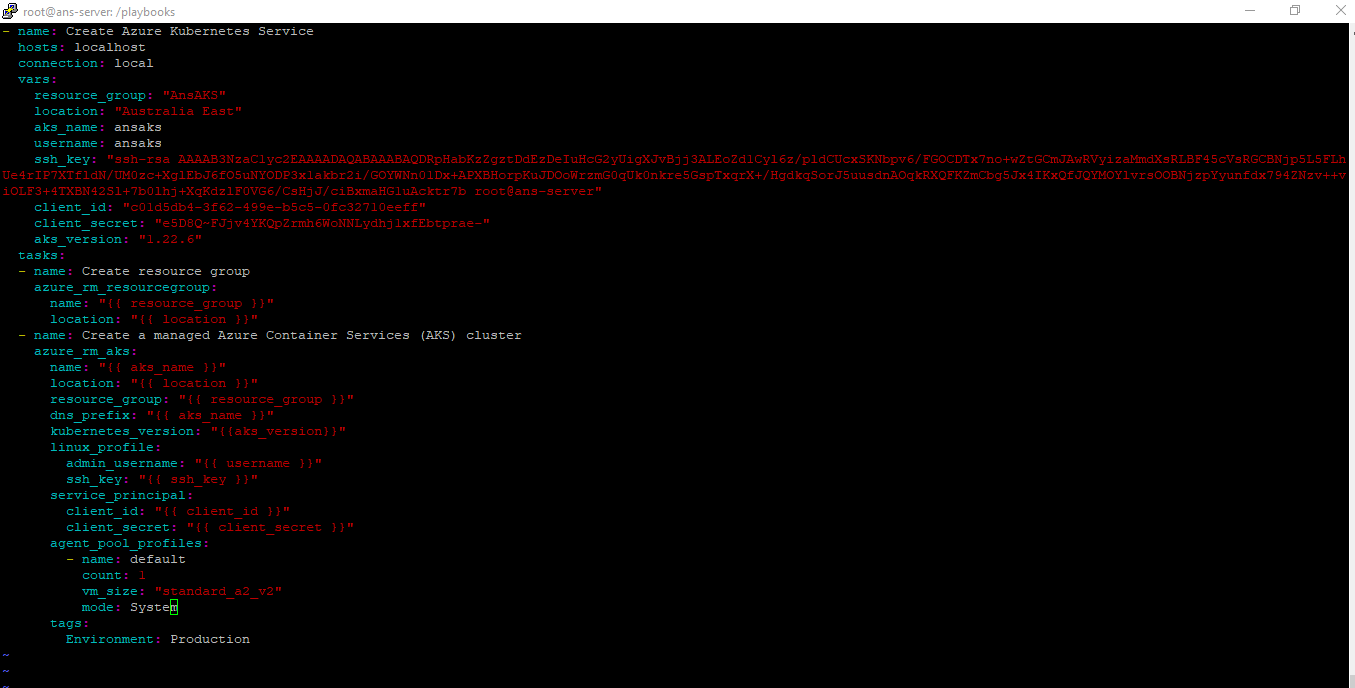 root@ans-server: /playbooks
- name: Create Azure Kubernetes Service
  hosts: localhost
  connection: local
  vars:
    resource_group: "AnsAKS"
    location: "Australia East"
    aks_name: ansaks
    username: ansaks
    ssh_key: "ssh-rsa
root@ans-server"
    client_id: "c01d5db4-3f62-499e-b5c5-0fc32710eeff"
    client_secret:
    aks_version: "1.22.6"
  tasks:
  - name: Create resource group
    azure_rm_resourcegroup:
      name: "{{ resource_group }}"
      location: "{{ location }}"
  - name: Create a managed Azure Container Services (AKS) cluster
    azure_rm_aks:
      name: "{{ aks_name }}"
      location: "{{ location }}"
      resource_group: "{{ resource_group }}"
      dns_prefix: "{{ aks_name }}"
      kubernetes_version: "{{aks_version}}"
      linux_profile:
        admin_username: "{{ username }}"
        ssh_key: "{{ ssh_key }}"
      service_principal:
        client_id: "{{ client_id }}"
        client_secret: "{{ client_secret }}"
      agent_pool_profiles:
        - name: default
          count: 1
          vm_size: "standard_a2_v2"
          mode: System
      tags:
        Environment: Production
~
~
~